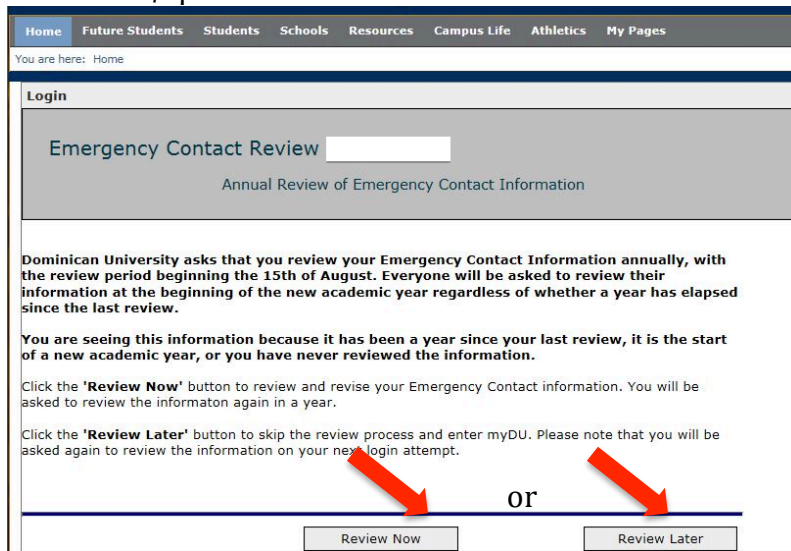 Home Future Students Students Schools Resources Campus Life Athletics My Pages
You are here: Home
Login
Emergency Contact Review
Annual Review of Emergency Contact Information
Dominican University asks that you review your Emergency Contact Information annually, with
the review period beginning the 15th of August. Everyone will be asked to review their
information at the beginning of the new academic year regardless of whether a year has elapsed
since the last review.
You are seeing this information because it has been a year since your last review, it is the start
of a new academic year, or you have never reviewed the information.
Click the 'Review Now' button to review and revise your Emergency Contact information. You will be
asked to review the informaton again in a year.
Click the 'Review Later' button to skip the review process and enter myDU. Please note that you will be
asked again to review the information on your next login attempt.
or
Review Now Review Later